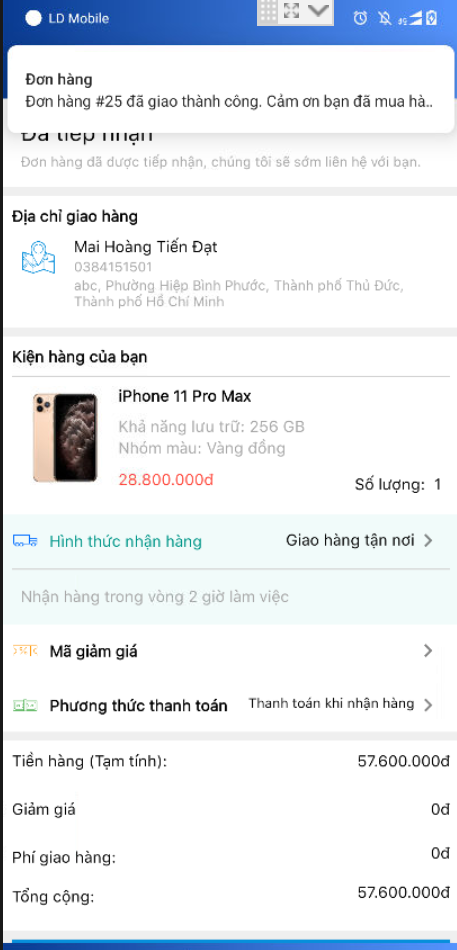 LD Mobile
Đơn hàng
Đơn hàng #25 đã giao thành công. Cảm ơn bạn đã mua hà..
Đã tiếp nhận
Đơn hàng đã dược tiếp nhận, chúng tôi sẽ sớm liên hệ với bạn.
Địa chỉ giao hàng
Mai Hoàng Tiến Đạt
0384151501
abc, Phường Hiệp Bình Phước, Thành phố Thủ Đức,
Thành phố Hồ Chí Minh
Kiện hàng của bạn
iPhone 11 Pro Max
Khả năng lưu trữ: 256 GB
Nhóm màu: Vàng đồng
28.800.000đ
Số lượng: 1
Hình thức nhận hàng
Giao hàng tận nơi
Nhận hàng trong vòng 2 giờ làm việc
Mã giảm giá
Phương thức thanh toán
Thanh toán khi nhận hàng
Tiền hàng (Tạm tính): 57.600.000đ
Giảm giá 0đ
Phí giao hàng: 0đ
Tổng cộng: 57.600.000đ